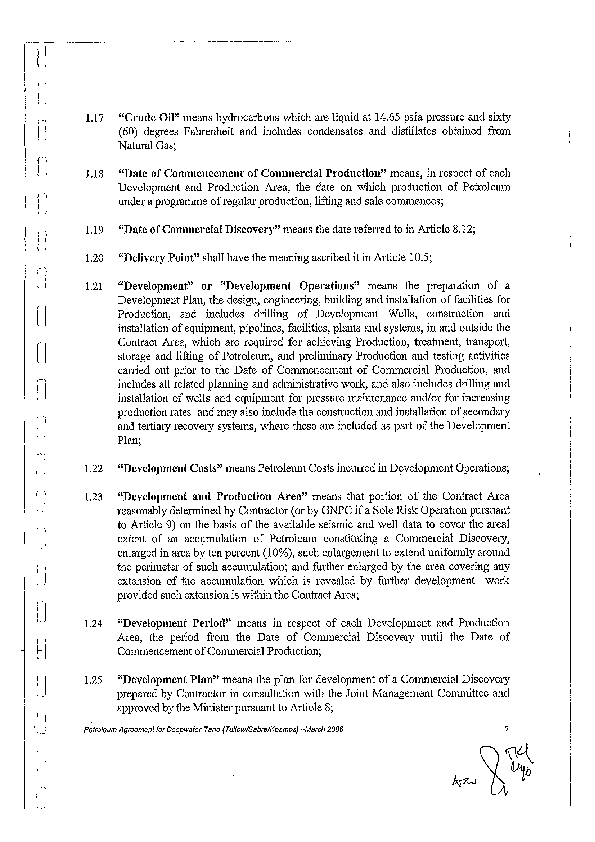 1.17 "Crude Oil" means hydrocarbons which are liquid at 14.65 psia pressure and sixty
(60) degrees Fahrenheit and includes condensates and distillates obtained from
Natural Gas;
1.18 "Date of Commencement of Commercial Production" means, in respect of each
Development and Production Area, the date on which production of Petroleum
under a programme of regular production, lifting and sale commences;
1.19 "Date of Commercial Discovery" means the date referred to in Article 8.12;
1.20 "Delivery Point" shall have the meaning ascribed it in Article 10.5;
1.21 "Development" or "Development Operations" means the preparation of a
Development Plan, the design, engineering, building and installation of facilities for
Production, and includes drilling of Development Wells, construction and
installation of equipment, pipelines, facilities, plants and systems, in and outside the
Contract Area, which are required for achieving Production, treatment, transport,
storage and lifting of Petroleum, and preliminary Production and testing activities
carried out prior to the Date of Commencement of Commercial Production, and
includes all related planning and administrative work, and also includes drilling and
installation of wells and equipment for pressure maintenance and/or for increasing
production rates and may also include the construction and installation of secondary
and tertiary recovery systems, where these are included as part of the Development
Plan;
1.22 "Development Costs" means Petroleum Costs incurred in Development Operations;
1.23 "Development and Production Area" means that portion of the Contract Area
reasonably determined by Contractor (or by GNPC if a Sole Risk Operation pursuant
to Article 9) on the basis of the available seismic and well data to cover the areal
extent of an accumulation of Petroleum constituting a Commercial Discovery,
enlarged in area by ten percent (10%), such enlargement to extend uniformly around
the perimeter of such accumulation; and further enlarged by the area covering any
extension of the accumulation which is revealed by further development work
provided such extension is within the Contract Area;
1.24 "Development Period" means in respect of each Development and Production
Area, the period from the Date of Commercial Discovery until the Date of
Commencement of Commercial Production;
1.25 "Development Plan" means the plan for development of a Commercial Discovery
prepared by Contractor in consultation with the Joint Management Committee and
approved by the Minister pursuant to Article 8;
Petroleum Agreement for Deepwater Tano (Tullow/Sabre/Kosmos) –March 2006